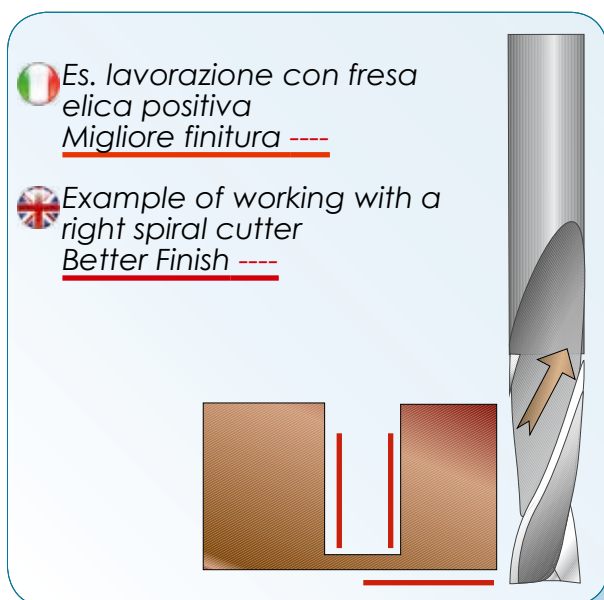 Es. lavorazione con fresa
elica positiva
Migliore finitura ----
Example of working with a
right spiral cutter
Better Finish ----